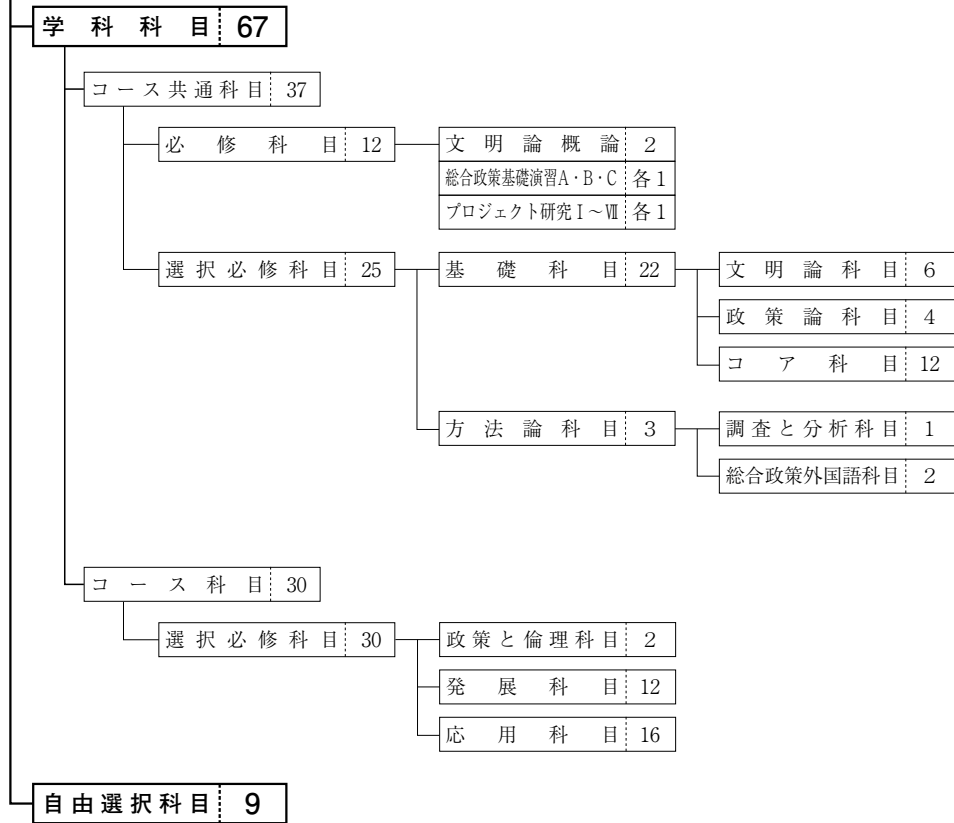 学科科目 67
コース共通科目 37
必修科目 12 文明論概論 2
総合政策基礎演習A・B・C 各1
プロジェクト研究Ⅰ～Ⅶ 各1
選択必修科目 25 基礎科目 22 文明論科目 6
政策論科目 4
コア科目 12
方法論科目 3 調査と分析科目 1
総合政策外国語科目 2
コース科目 30
選択必修科目 30 政策と倫理科目 2
発展科目 12
応用科目 16
自由選択科目 9